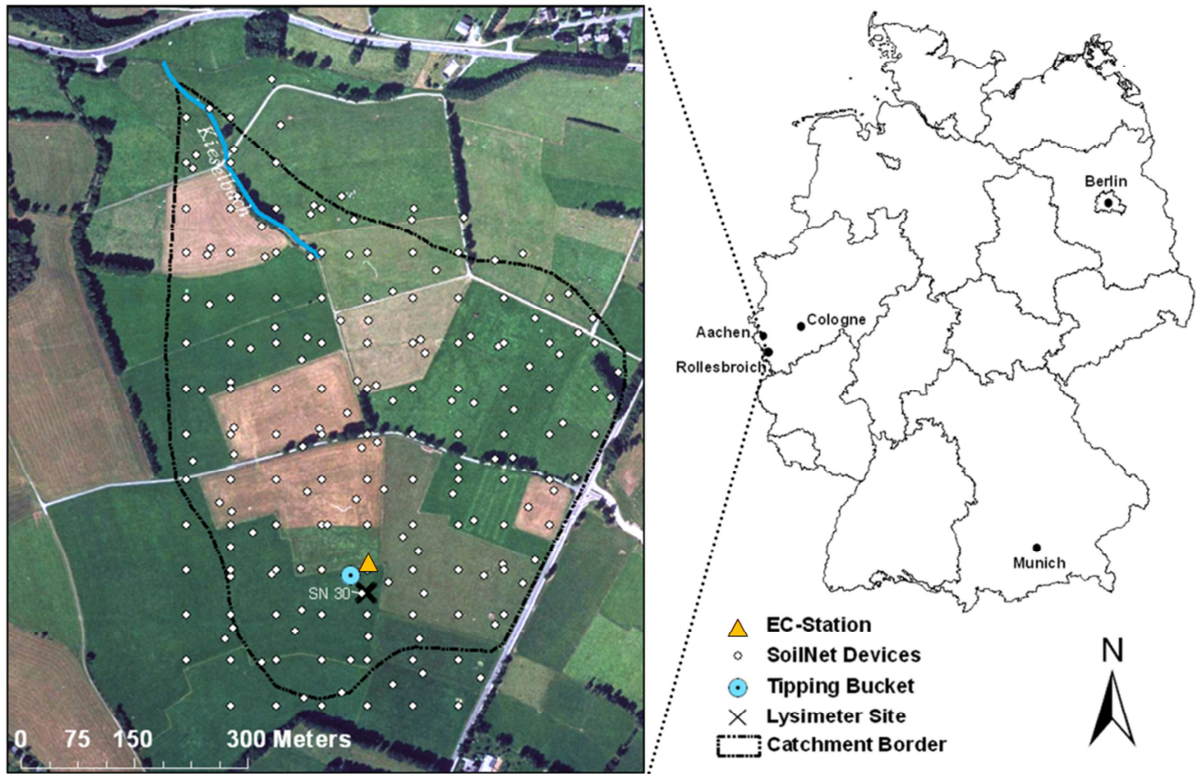 Kieselbach
SN 30
0 75 150 300 Meters
Berlin
Cologne
Aachen
Rollesbroich
Munich
EC-Station
SoilNet Devices
Tipping Bucket
Lysimeter Site
Catchment Border
N